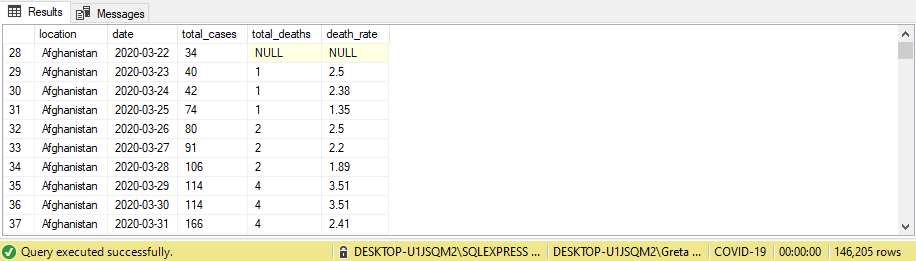 Results Messages
location date total_cases total_deaths death_rate
28 Afghanistan 2020-03-22 34 NULL NULL
29 Afghanistan 2020-03-23 40 1 2.5
30 Afghanistan 2020-03-24 42 1 2.38
31 Afghanistan 2020-03-25 74 1 1.35
32 Afghanistan 2020-03-26 80 2 2.5
33 Afghanistan 2020-03-27 91 2 2.2
34 Afghanistan 2020-03-28 106 2 1.89
35 Afghanistan 2020-03-29 114 4 3.51
36 Afghanistan 2020-03-30 114 4 3.51
37 Afghanistan 2020-03-31 166 4 2.41
Query executed successfully. DESKTOP-U1JSQM2\SQLEXPRESS ... DESKTOP-U1JSQM2\Greta ... COVID-19 00:00:00 146,205 rows